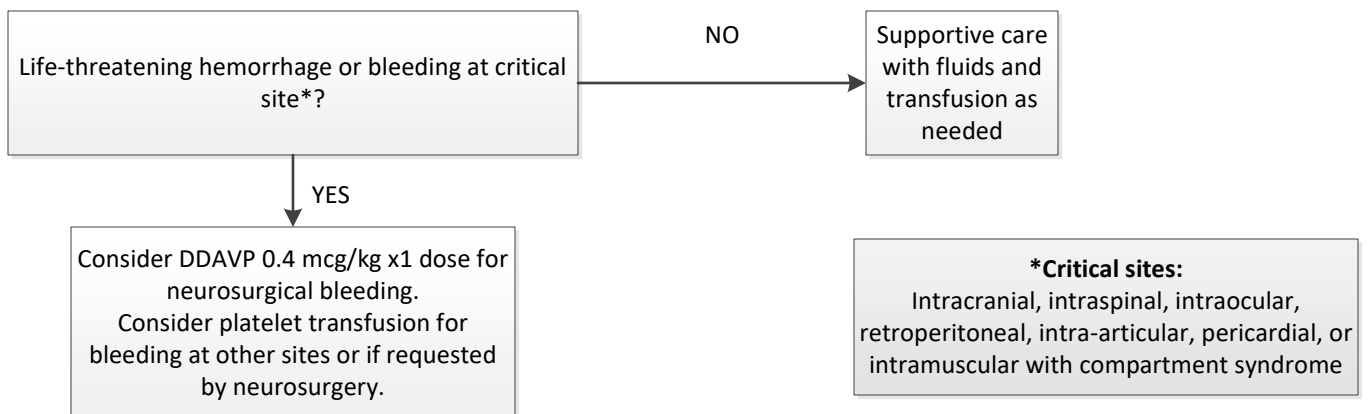 Life-threatening hemorrhage or bleeding at critical
site*?
NO
Supportive care
with fluids and
transfusion as
needed
YES
Consider DDAVP 0.4 mcg/kg x1 dose for
neurosurgical bleeding.
Consider platelet transfusion for
bleeding at other sites or if requested
by neurosurgery.
*Critical sites:
Intracranial, intraspinal, intraocular,
retroperitoneal, intra-articular, pericardial, or
intramuscular with compartment syndrome